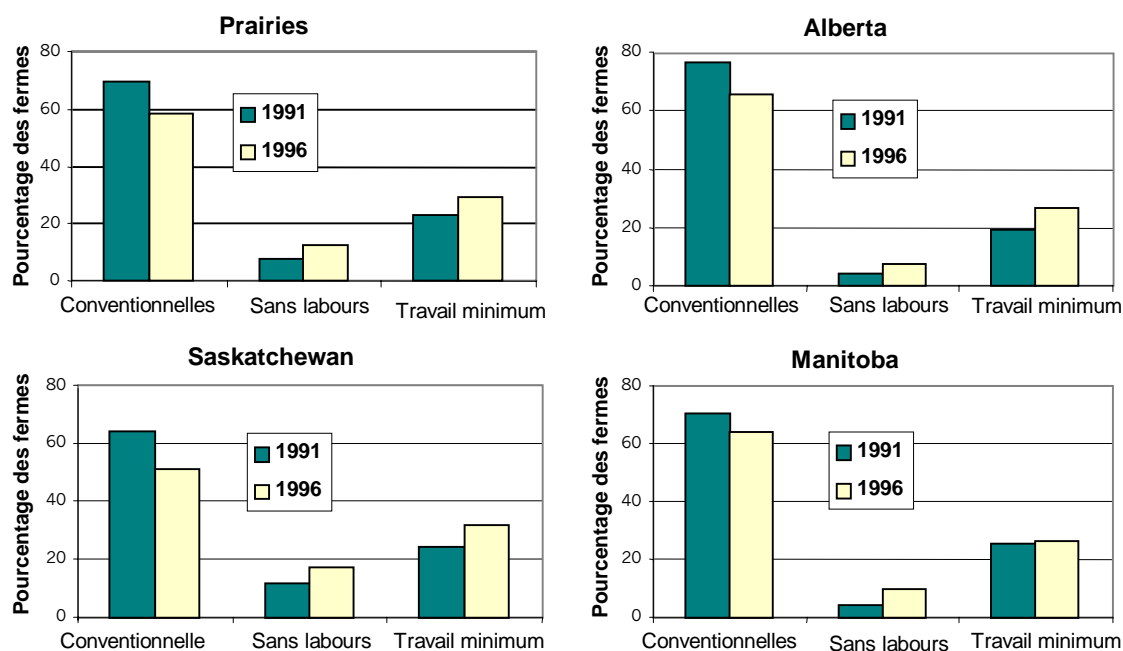 Prairies
Pourcentage des fermes
80
60
40
20
0
1991
1996
Conventionnelles
Sans labours
Travail minimum
Alberta
Pourcentage des fermes
80
60
40
20
0
1991
1996
Conventionnelles
Sans labours
Travail minimum
Saskatchewan
Pourcentage des fermes
80
60
40
20
0
1991
1996
Conventionnelle
Sans labours
Travail minimum
Manitoba
Pourcentage des fermes
80
60
40
20
0
1991
1996
Conventionnelles
Sans labours
Travail minimum